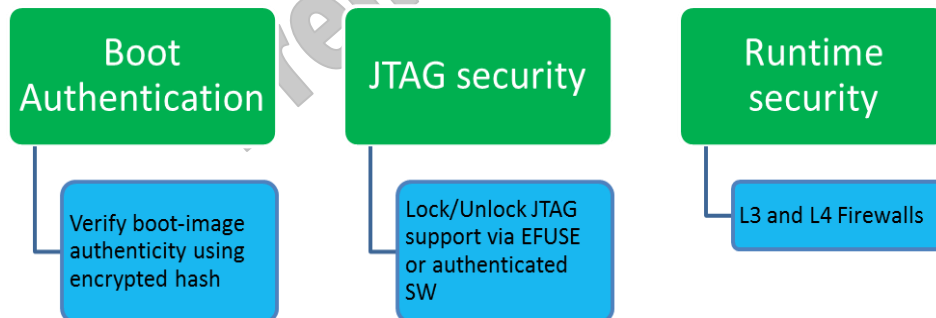 Boot
Authentication
Verify boot-image
authenticity using
encrypted hash
JTAG security
Lock/Unlock JTAG
support via EFUSE
or authenticated
SW
Runtime
security
L3 and L4 Firewalls